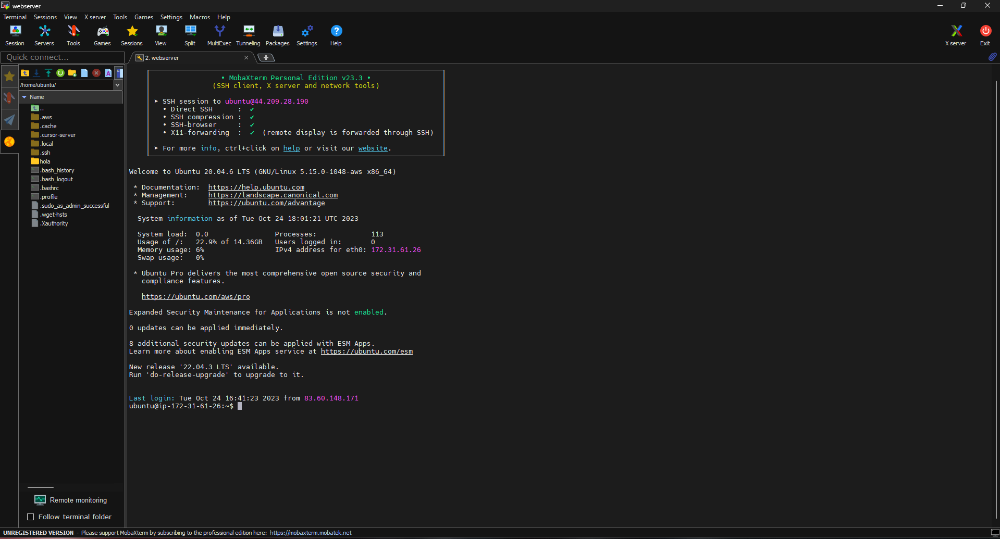 webserver
Terminal Sessions View X server Tools Games Settings Macros Help
Session Servers Tools Games Sessions View Split MultiExec Tunneling Packages Settings Help X server Exit
Quick connect...
2. webserver
/home/ubuntu/
Name
..
.aws
.cache
.cursor-server
.local
.ssh
hola
.bash_history
.bash_logout
.bashrc
.profile
.sudo_as_admin_successful
.wget-hsts
.Xauthority
Remote monitoring
Follow terminal folder
• MobaXterm Personal Edition v23.3 •
(SSH client, X server and network tools)
➤ SSH session to ubuntu@44.209.28.190
• Direct SSH : ✔
• SSH compression : ✔
• SSH-browser : ✔
• X11-forwarding : ✔ (remote display is forwarded through SSH)
➤ For more info, ctrl+click on help or visit our website.
Welcome to Ubuntu 20.04.6 LTS (GNU/Linux 5.15.0-1048-aws x86_64)
* Documentation: https://help.ubuntu.com
* Management: https://landscape.canonical.com
* Support: https://ubuntu.com/advantage
System information as of Tue Oct 24 18:01:21 UTC 2023
System load: 0.0 Processes: 113
Usage of /: 22.9% of 14.36GB Users logged in: 0
Memory usage: 6% IPv4 address for eth0: 172.31.61.26
Swap usage: 0%
* Ubuntu Pro delivers the most comprehensive open source security and
compliance features.
https://ubuntu.com/aws/pro
Expanded Security Maintenance for Applications is not enabled.
0 updates can be applied immediately.
8 additional security updates can be applied with ESM Apps.
Learn more about enabling ESM Apps service at https://ubuntu.com/esm
New release '22.04.3 LTS' available.
Run 'do-release-upgrade' to upgrade to it.
Last login: Tue Oct 24 16:41:23 2023 from 83.60.148.171
ubuntu@ip-172-31-61-26:~$
UNREGISTERED VERSION - Please support MobaXterm by subscribing to the professional edition here: https://mobaxterm.mobatek.net